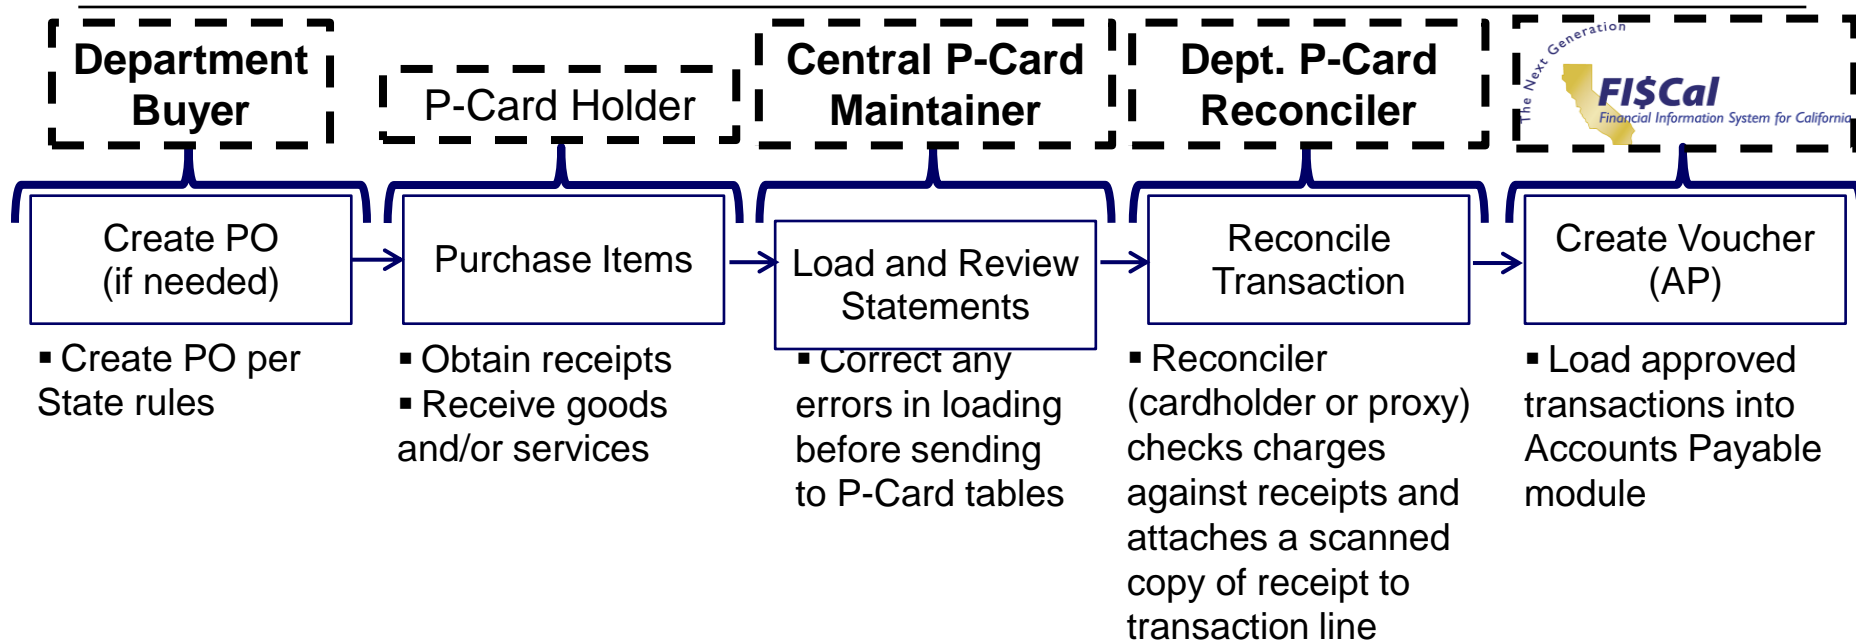 Department
Buyer
P-Card Holder
Central P-Card
Maintainer
Dept. P-Card
Reconciler
The Next Generation
FI$Cal
Financial Information System for California
Create PO
(if needed)
Purchase Items
Load and Review
Statements
Reconcile
Transaction
Create Voucher
(AP)
▪ Create PO per
State rules
▪ Obtain receipts
▪ Receive goods
and/or services
▪ Correct any
errors in loading
before sending
to P-Card tables
▪ Reconciler
(cardholder or proxy)
checks charges
against receipts and
attaches a scanned
copy of receipt to
transaction line
▪ Load approved
transactions into
Accounts Payable
module